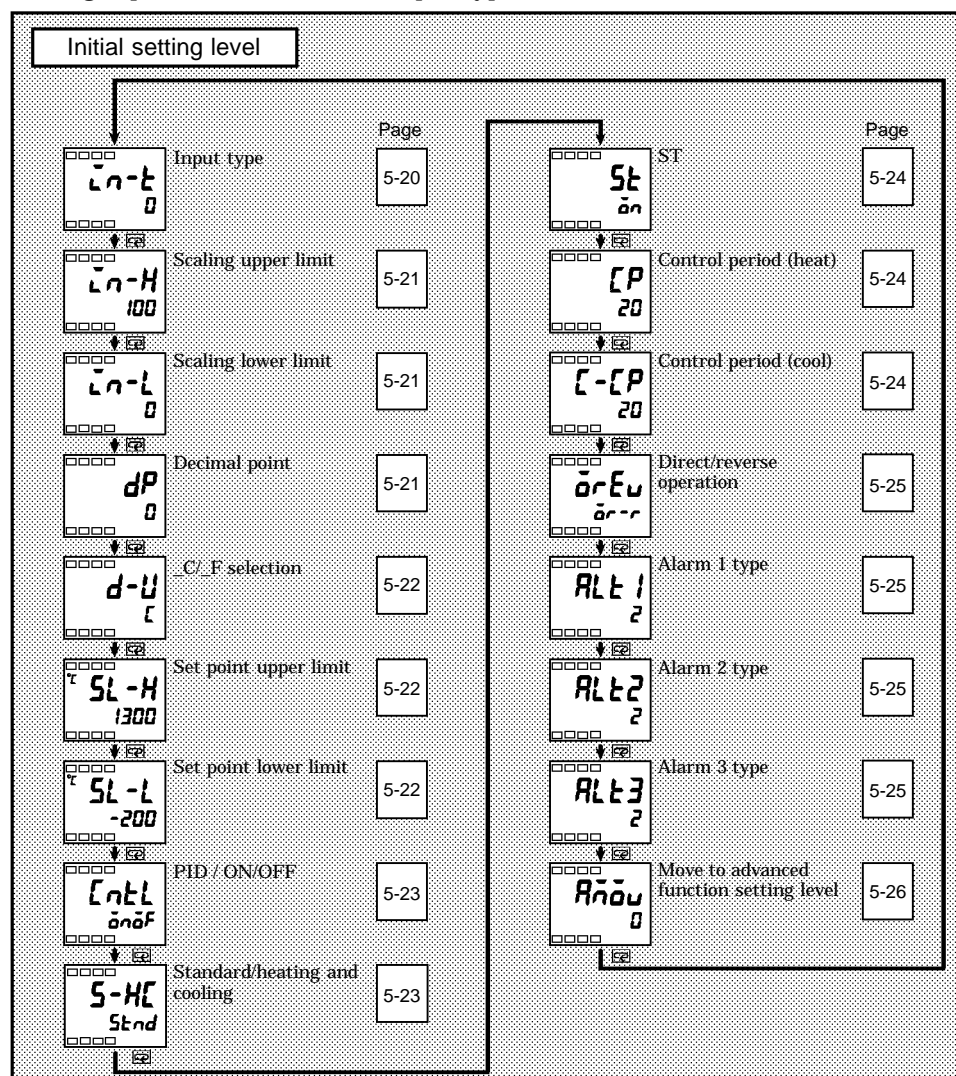 Initial setting level
Page
Input type
in-t
0
5-20
Scaling upper limit
in-H
100
5-21
Scaling lower limit
in-L
0
5-21
Decimal point
dP
0
5-21
_C/_F selection
d-U
C
5-22
Set point upper limit
℃
SL-H
1300
5-22
Set point lower limit
℃
SL-L
-200
5-22
PID / ON/OFF
CntL
onoF
5-23
Standard/heating and
cooling
S-HC
Stnd
5-23
Page
ST
St
on
5-24
Control period (heat)
CP
20
5-24
Control period (cool)
C-CP
20
5-24
Direct/reverse
operation
orEv
or-r
5-25
Alarm 1 type
ALt1
2
5-25
Alarm 2 type
ALt2
2
5-25
Alarm 3 type
ALt3
2
5-25
Move to advanced
function setting level
Amov
0
5-26